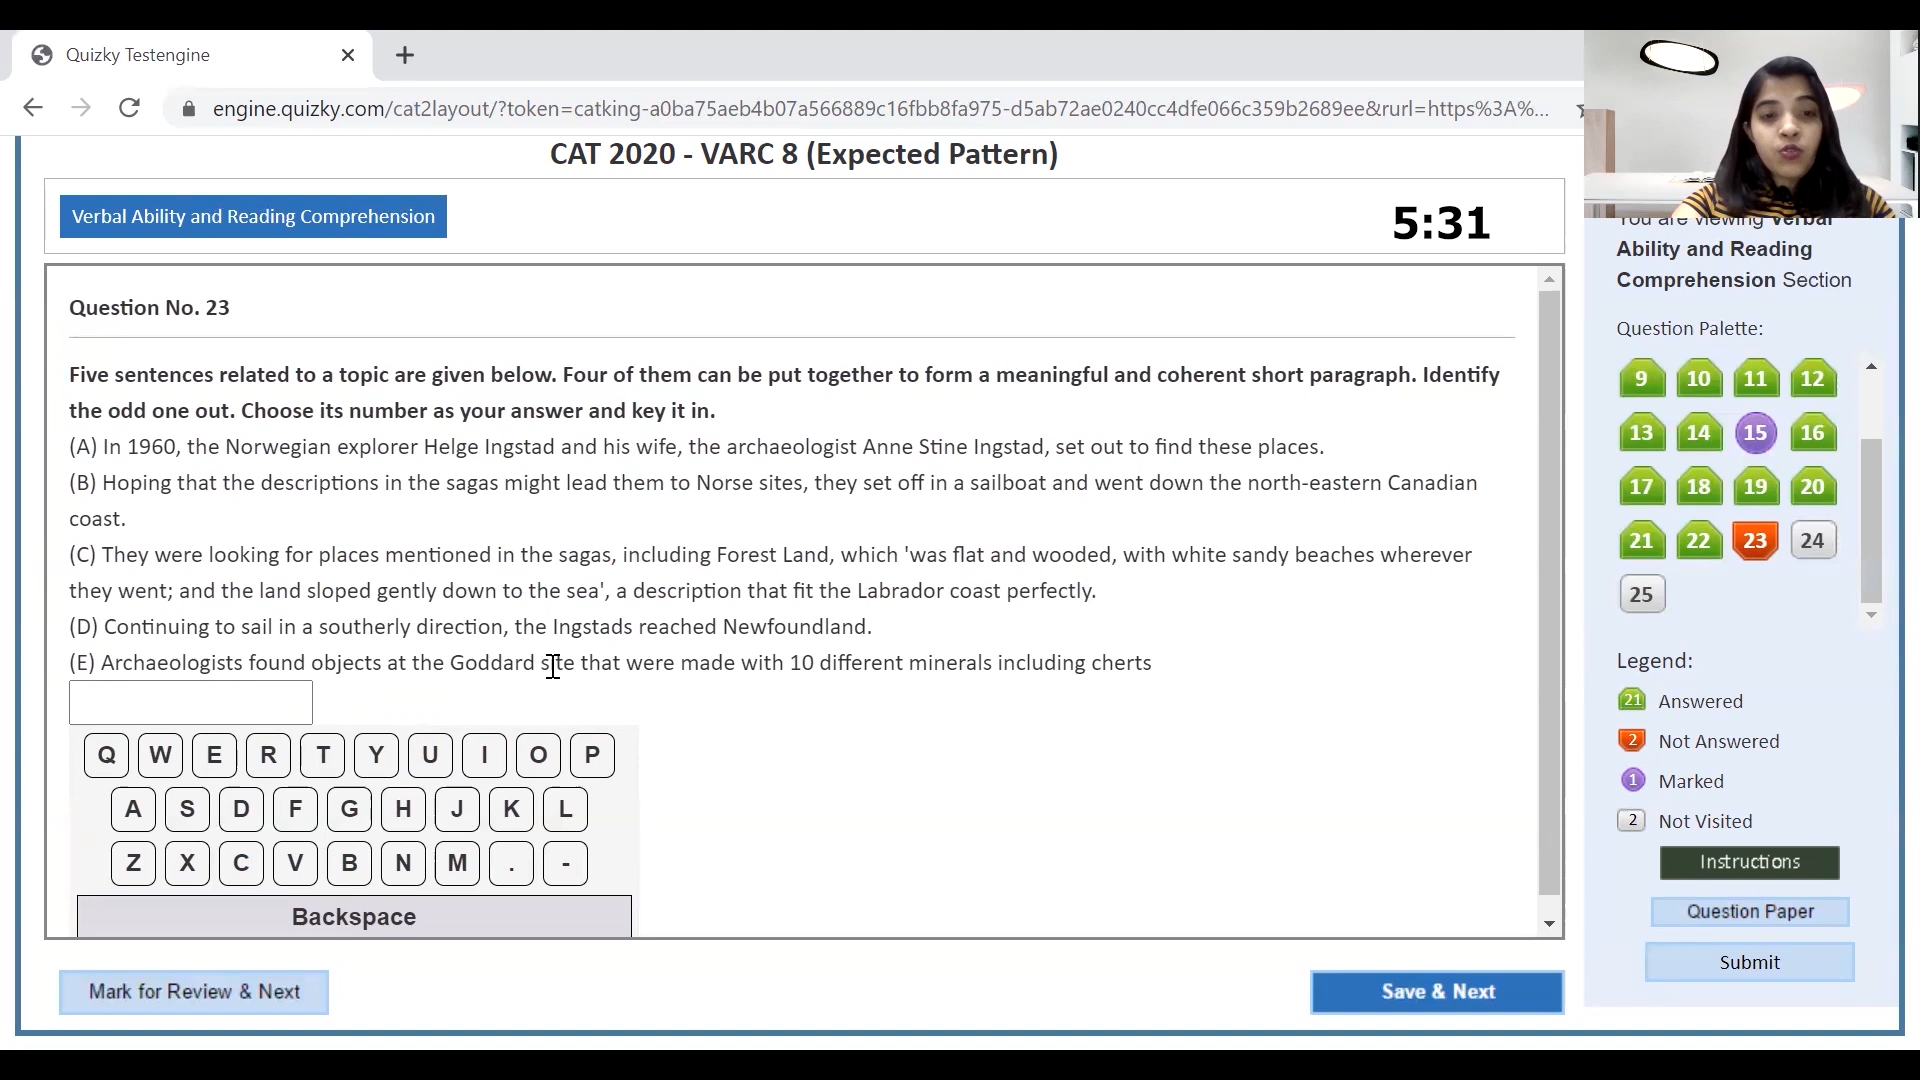 Quizky Testengine
engine.quizky.com/cat2layout/?token=catking-a0ba75aeb4b07a566889c16fbb8fa975-d5ab72ae0240cc4dfe066c359b2689ee&rurl=https%3A%...
CAT 2020 - VARC 8 (Expected Pattern)
Verbal Ability and Reading Comprehension
5:31
Question No. 23
Five sentences related to a topic are given below. Four of them can be put together to form a meaningful and coherent short paragraph. Identify
the odd one out. Choose its number as your answer and key it in.
(A) In 1960, the Norwegian explorer Helge Ingstad and his wife, the archaeologist Anne Stine Ingstad, set out to find these places.
(B) Hoping that the descriptions in the sagas might lead them to Norse sites, they set off in a sailboat and went down the north-eastern Canadian
coast.
(C) They were looking for places mentioned in the sagas, including Forest Land, which 'was flat and wooded, with white sandy beaches wherever
they went; and the land sloped gently down to the sea', a description that fit the Labrador coast perfectly.
(D) Continuing to sail in a southerly direction, the Ingstads reached Newfoundland.
(E) Archaeologists found objects at the Goddard site that were made with 10 different minerals including cherts
Q W E R T Y U I O P
A S D F G H J K L
Z X C V B N M . -
Backspace
Mark for Review & Next
Save & Next
You are viewing Verbal
Ability and Reading
Comprehension Section
Question Palette:
9 10 11 12
13 14 15 16
17 18 19 20
21 22 23 24
25
Legend:
21 Answered
2 Not Answered
1 Marked
2 Not Visited
Instructions
Question Paper
Submit